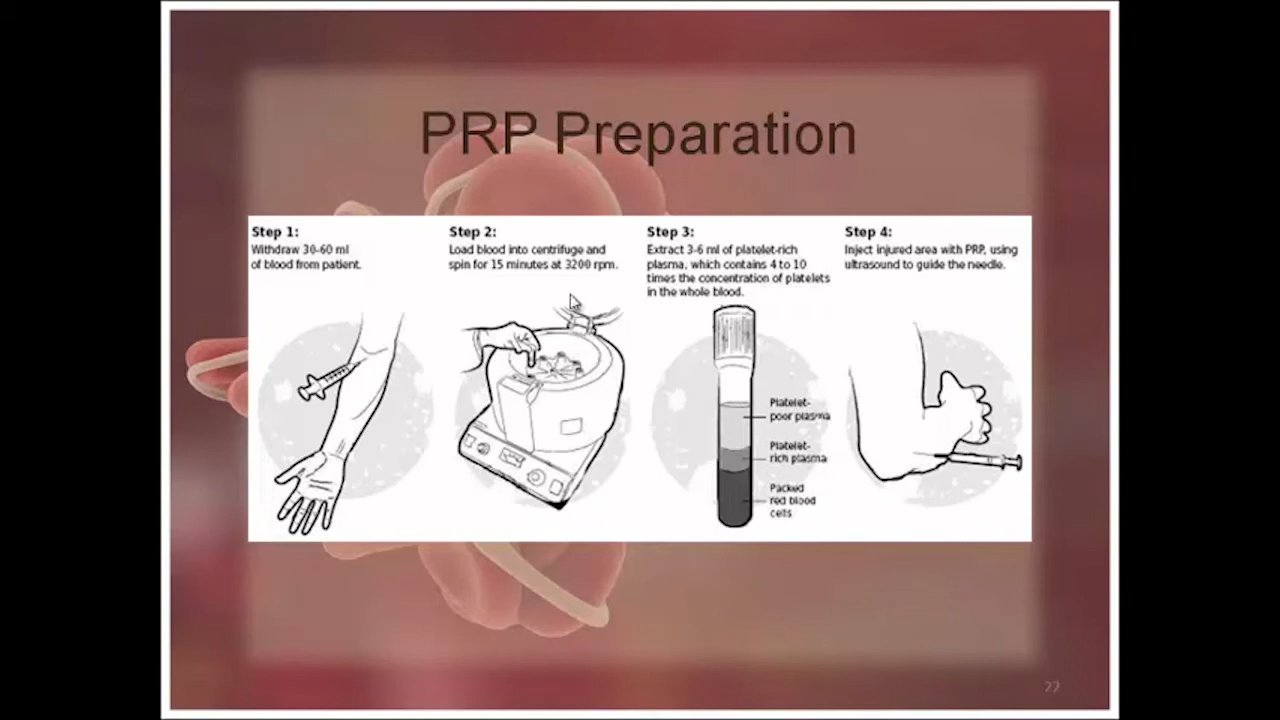 PRP Preparation
Step 1:
Withdraw 30-60 ml
of blood from patient.
Step 2:
Load blood into centrifuge and
spin for 15 minutes at 3200 rpm.
Step 3:
Extract 3-6 ml of platelet-rich
plasma, which contains 4 to 10
times the concentration of platelets
in the whole blood.
Platelet-
poor plasma
Platelet-
rich plasma
Packed
red blood
cells
Step 4:
Inject injured area with PRP, using
ultrasound to guide the needle.
22